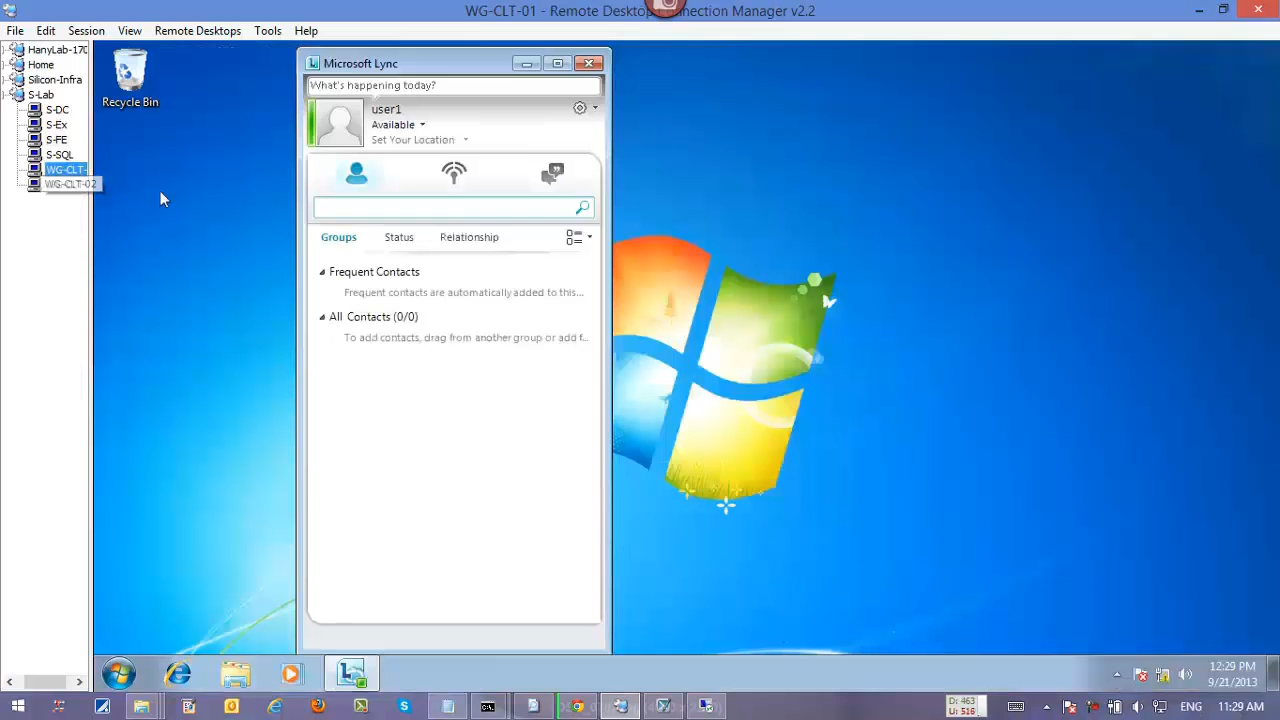 WG-CLT-01 - Remote Desktop Connection Manager v2.2
File Edit Session View Remote Desktops Tools Help
HanyLab-170
Home
Silicon-Infra
S-Lab
S-DC
S-Ex
S-FE
S-SQL
WG-CLT-
WG-CLT-02
Recycle Bin
Microsoft Lync
What's happening today?
user1
Available
Set Your Location
Groups Status Relationship
Frequent Contacts
Frequent contacts are automatically added to this...
All Contacts (0/0)
To add contacts, drag from another group or add f...
12:29 PM
9/21/2013
D: 463
U: 516
11:29 AM